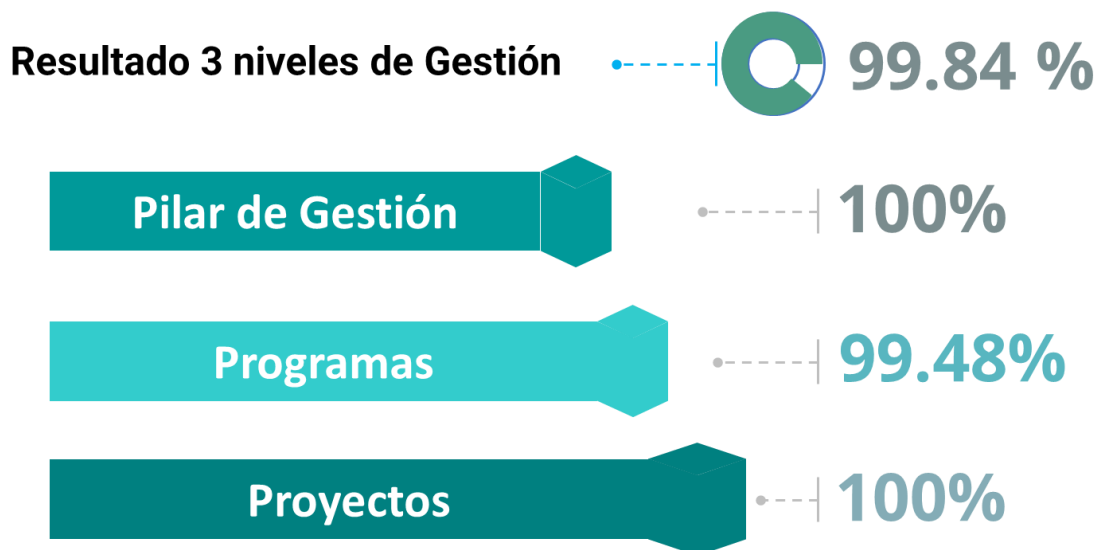 Resultado 3 niveles de Gestión
99.84 %
Pilar de Gestión
100%
Programas
99.48%
Proyectos
100%